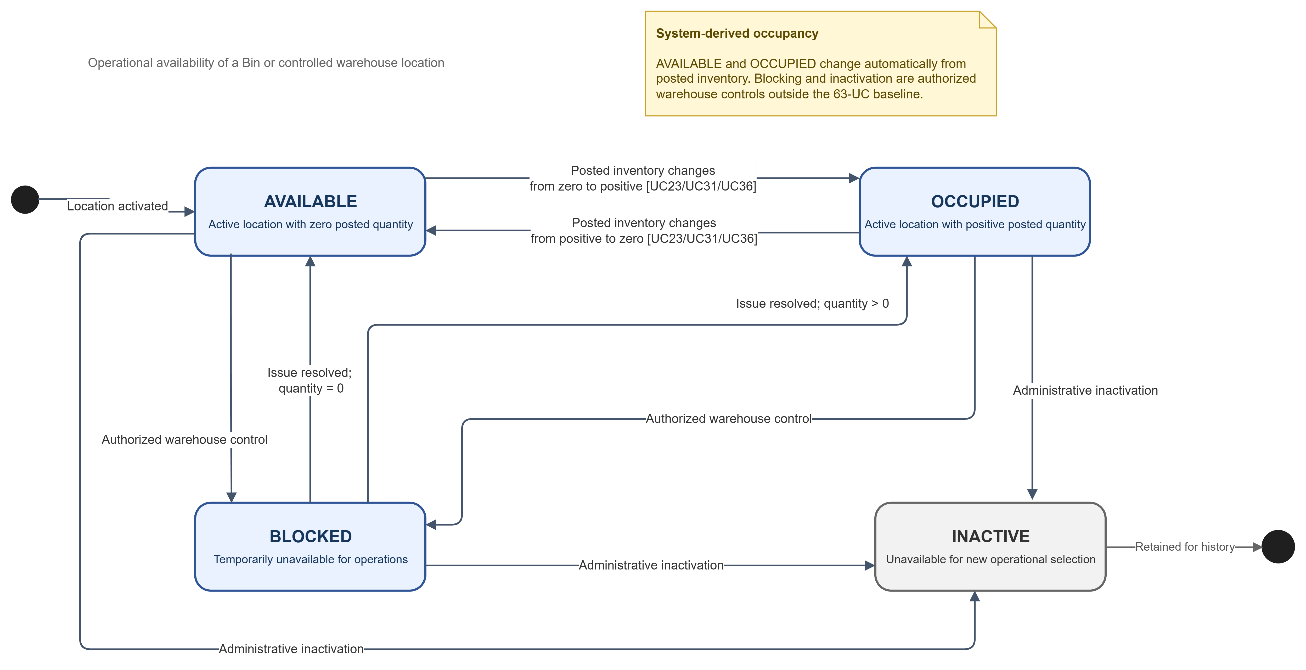 System-derived occupancy
Operational availability of a Bin or controlled warehouse location
AVAILABLE and OCCUPIED change automatically from
posted inventory. Blocking and inactivation are authorized
warehouse controls outside the 63-UC baseline.
Posted inventory changes
from zero to positive [UC23/UC31/UC36]
Location activated
AVAILABLE
Active location with zero posted quantity
OCCUPIED
Active location with positive posted quantity
Posted inventory changes
from positive to zero [UC23/UC31/UC36]
Issue resolved; quantity > 0
Issue resolved;
quantity = 0
Administrative inactivation
Authorized warehouse control
Authorized warehouse control
BLOCKED
Temporarily unavailable for operations
INACTIVE
Unavailable for new operational selection
Retained for history
Administrative inactivation
Administrative inactivation